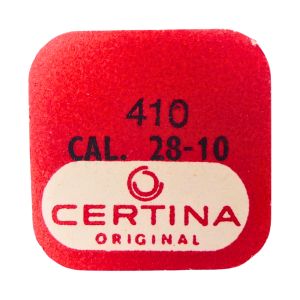 410
CAL. 28-10
CERTINA
ORIGINAL